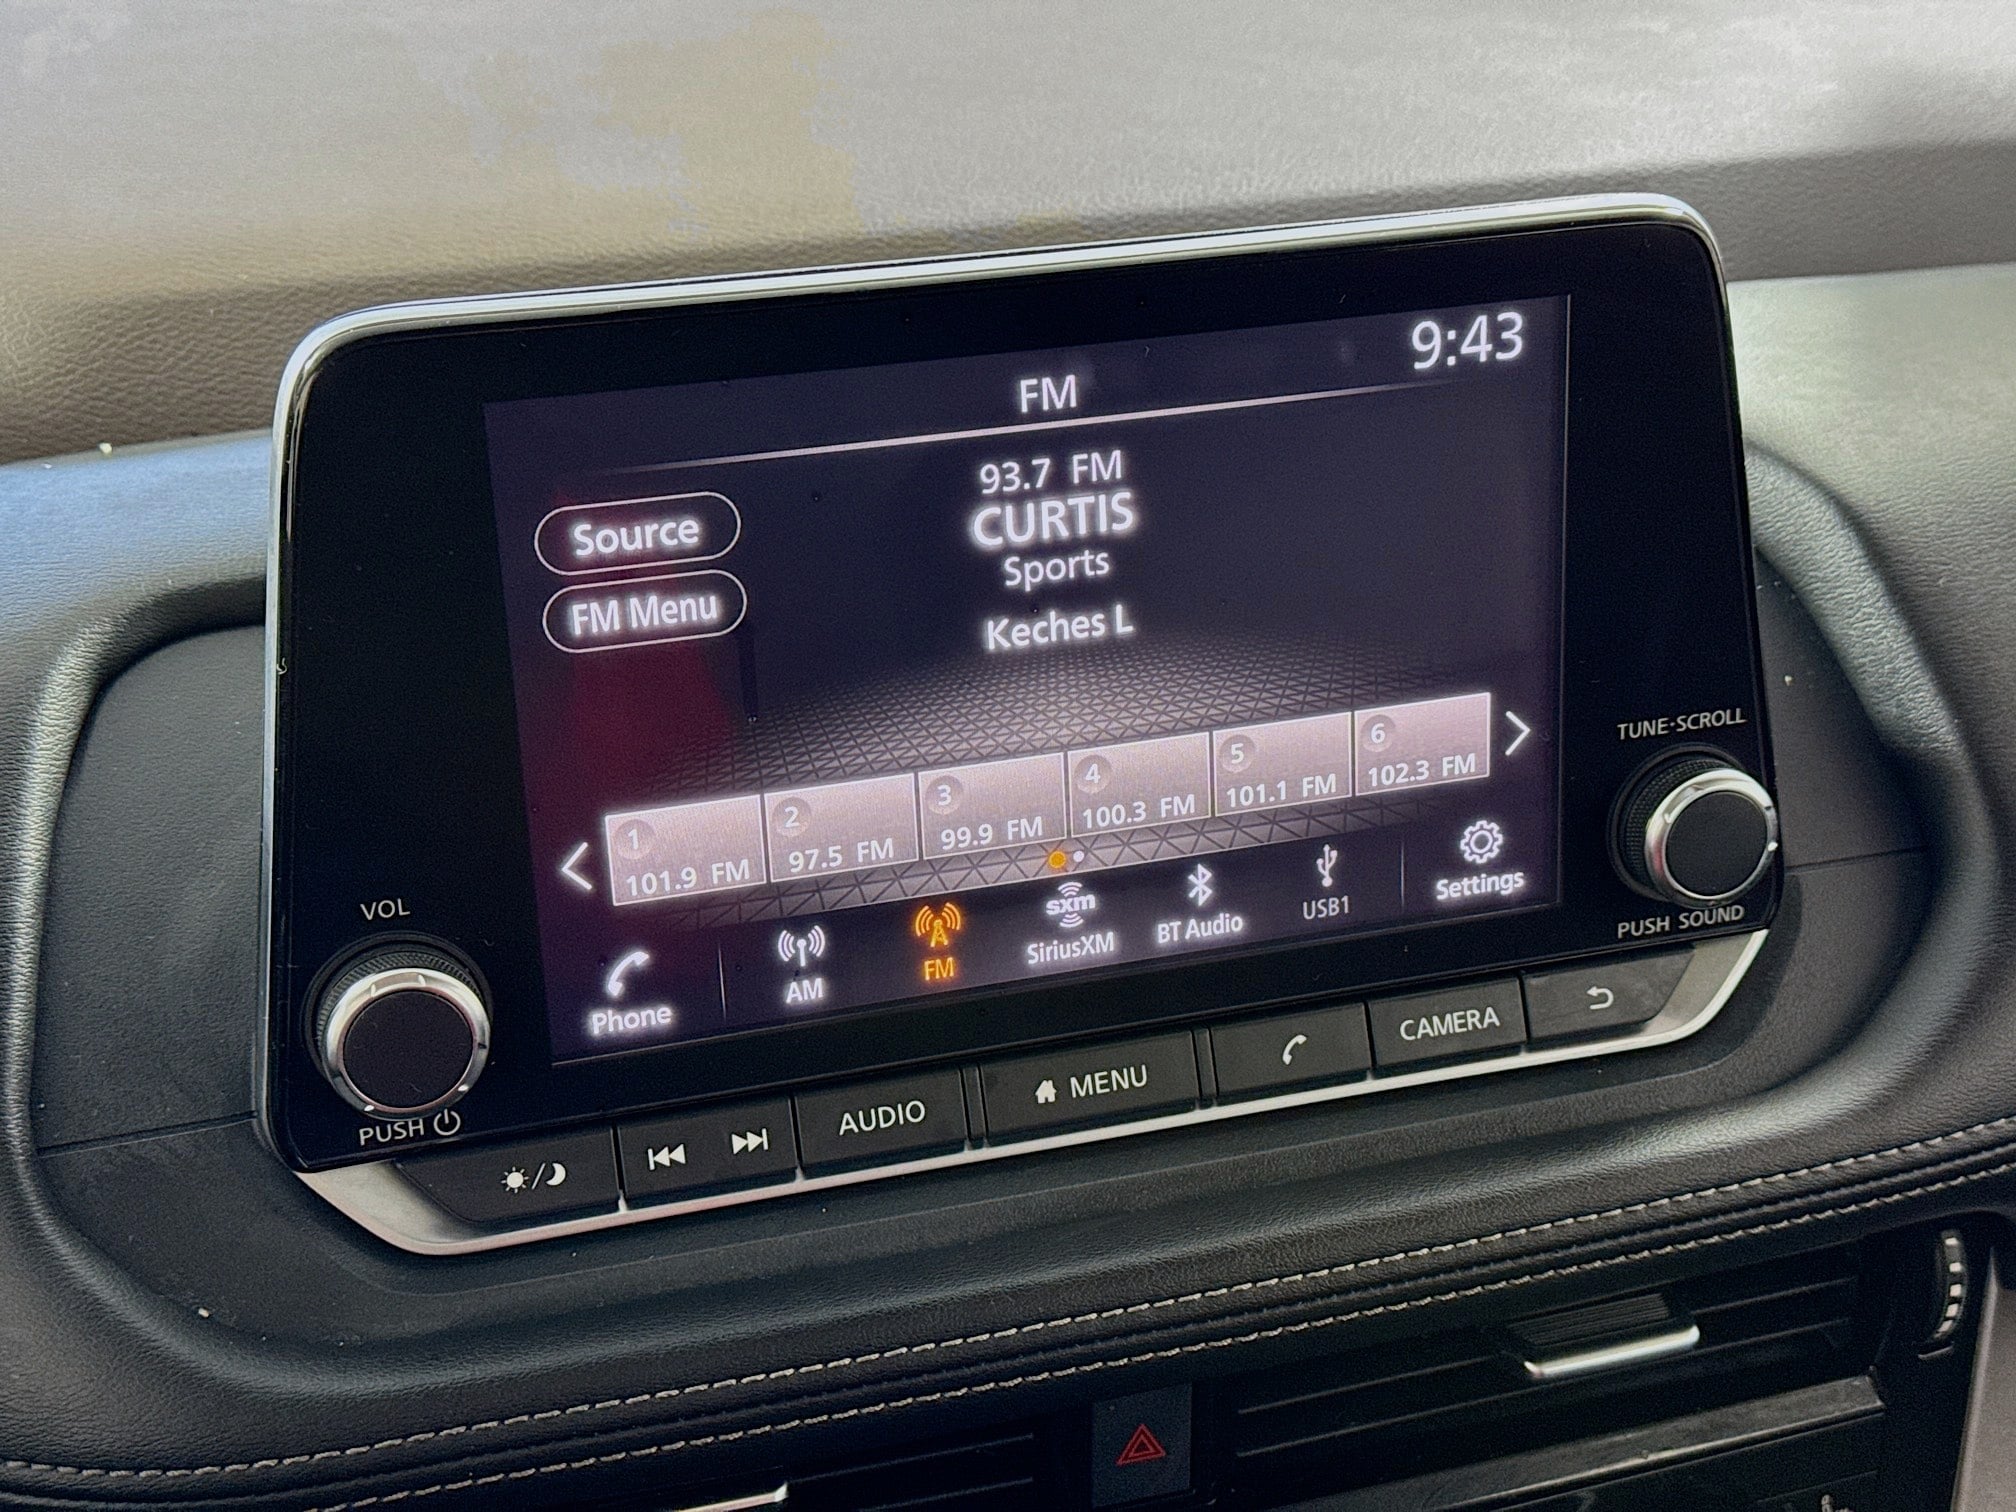 9:43
FM
93.7 FM
CURTIS
Sports
Keches L
Source
FM Menu
1
101.9 FM
2
97.5 FM
3
99.9 FM
4
100.3 FM
5
101.1 FM
6
102.3 FM
Phone
AM
FM
sxm
SiriusXM
BT Audio
USB1
Settings
VOL
PUSH
TUNE·SCROLL
PUSH SOUND
AUDIO
MENU
CAMERA